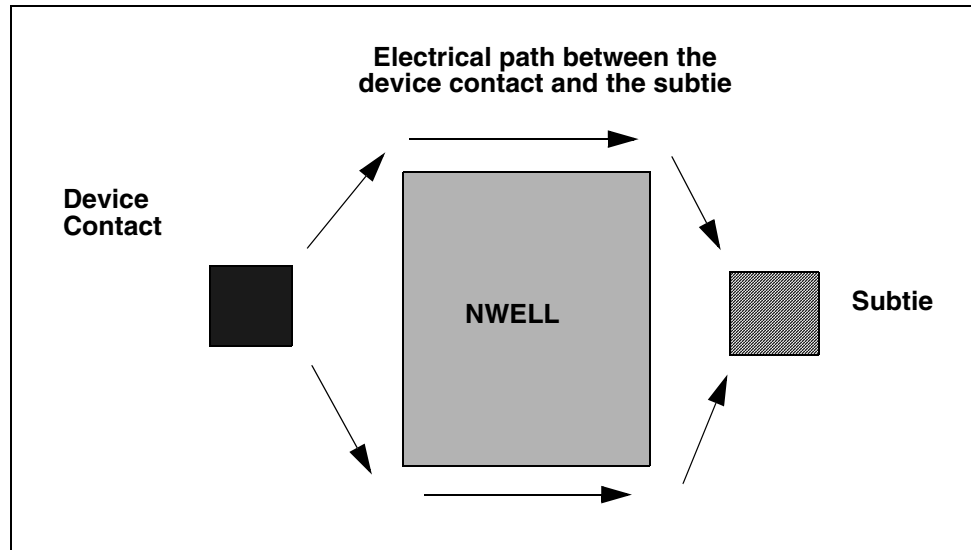 Electrical path between the
device contact and the subtie
Device
Contact
NWELL
Subtie